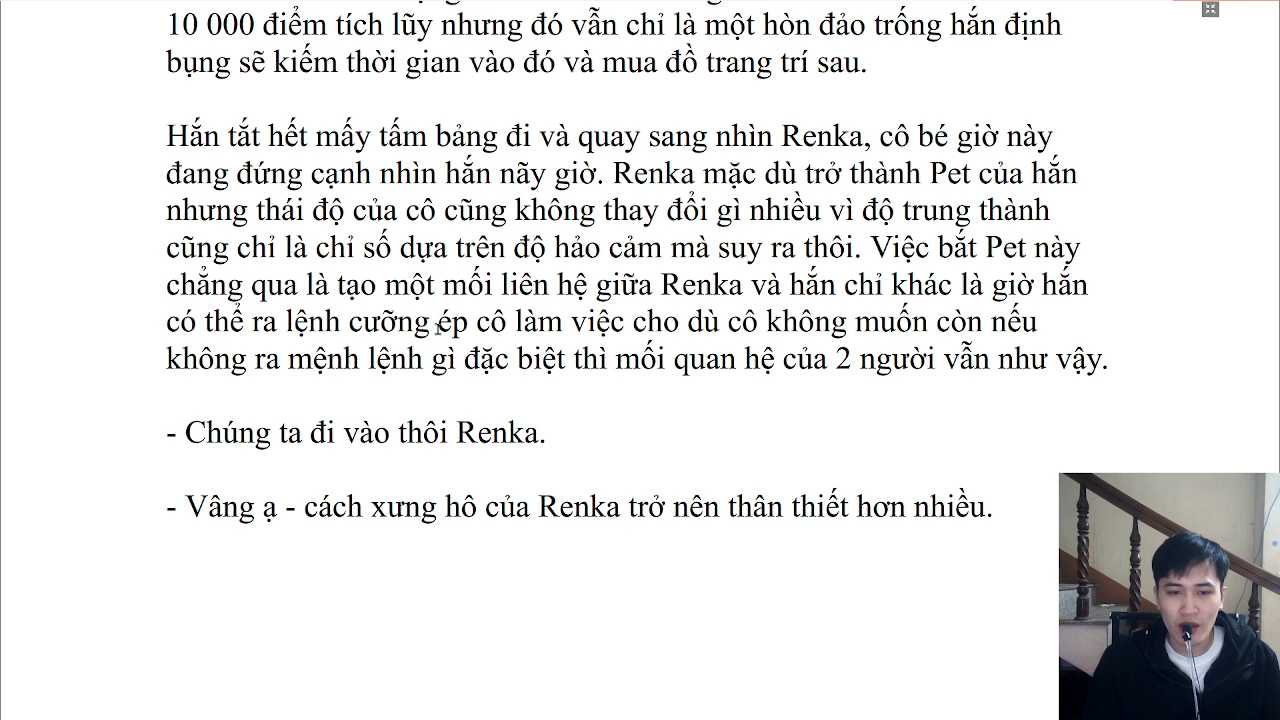 10 000 điểm tích lũy nhưng đó vẫn chỉ là một hòn đảo trống hắn định
bụng sẽ kiếm thời gian vào đó và mua đồ trang trí sau.
Hắn tắt hết mấy tấm bảng đi và quay sang nhìn Renka, cô bé giờ này
đang đứng cạnh nhìn hắn nãy giờ. Renka mặc dù trở thành Pet của hắn
nhưng thái độ của cô cũng không thay đổi gì nhiều vì độ trung thành
cũng chỉ là chỉ số dựa trên độ hảo cảm mà suy ra thôi. Việc bắt Pet này
chẳng qua là tạo một mối liên hệ giữa Renka và hắn chỉ khác là giờ hắn
có thể ra lệnh cưỡng ép cô làm việc cho dù cô không muốn còn nếu
không ra mệnh lệnh gì đặc biệt thì mối quan hệ của 2 người vẫn như vậy.
- Chúng ta đi vào thôi Renka.
- Vâng ạ - cách xưng hô của Renka trở nên thân thiết hơn nhiều.